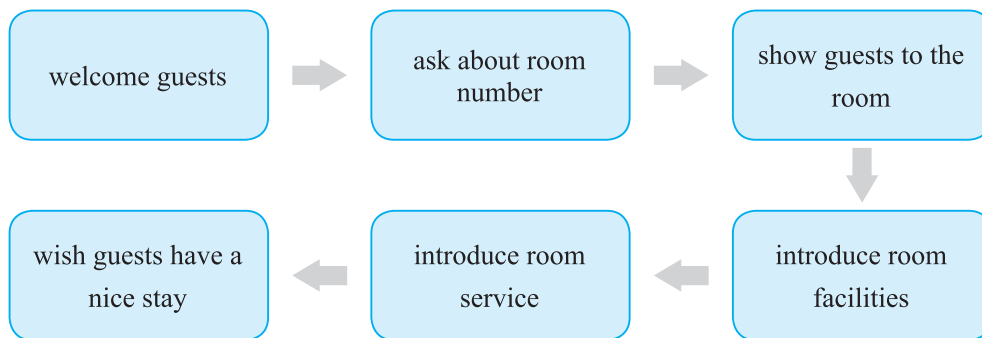 welcome guests
ask about room
number
show guests to the
room
introduce room
facilities
introduce room
service
wish guests have a
nice stay